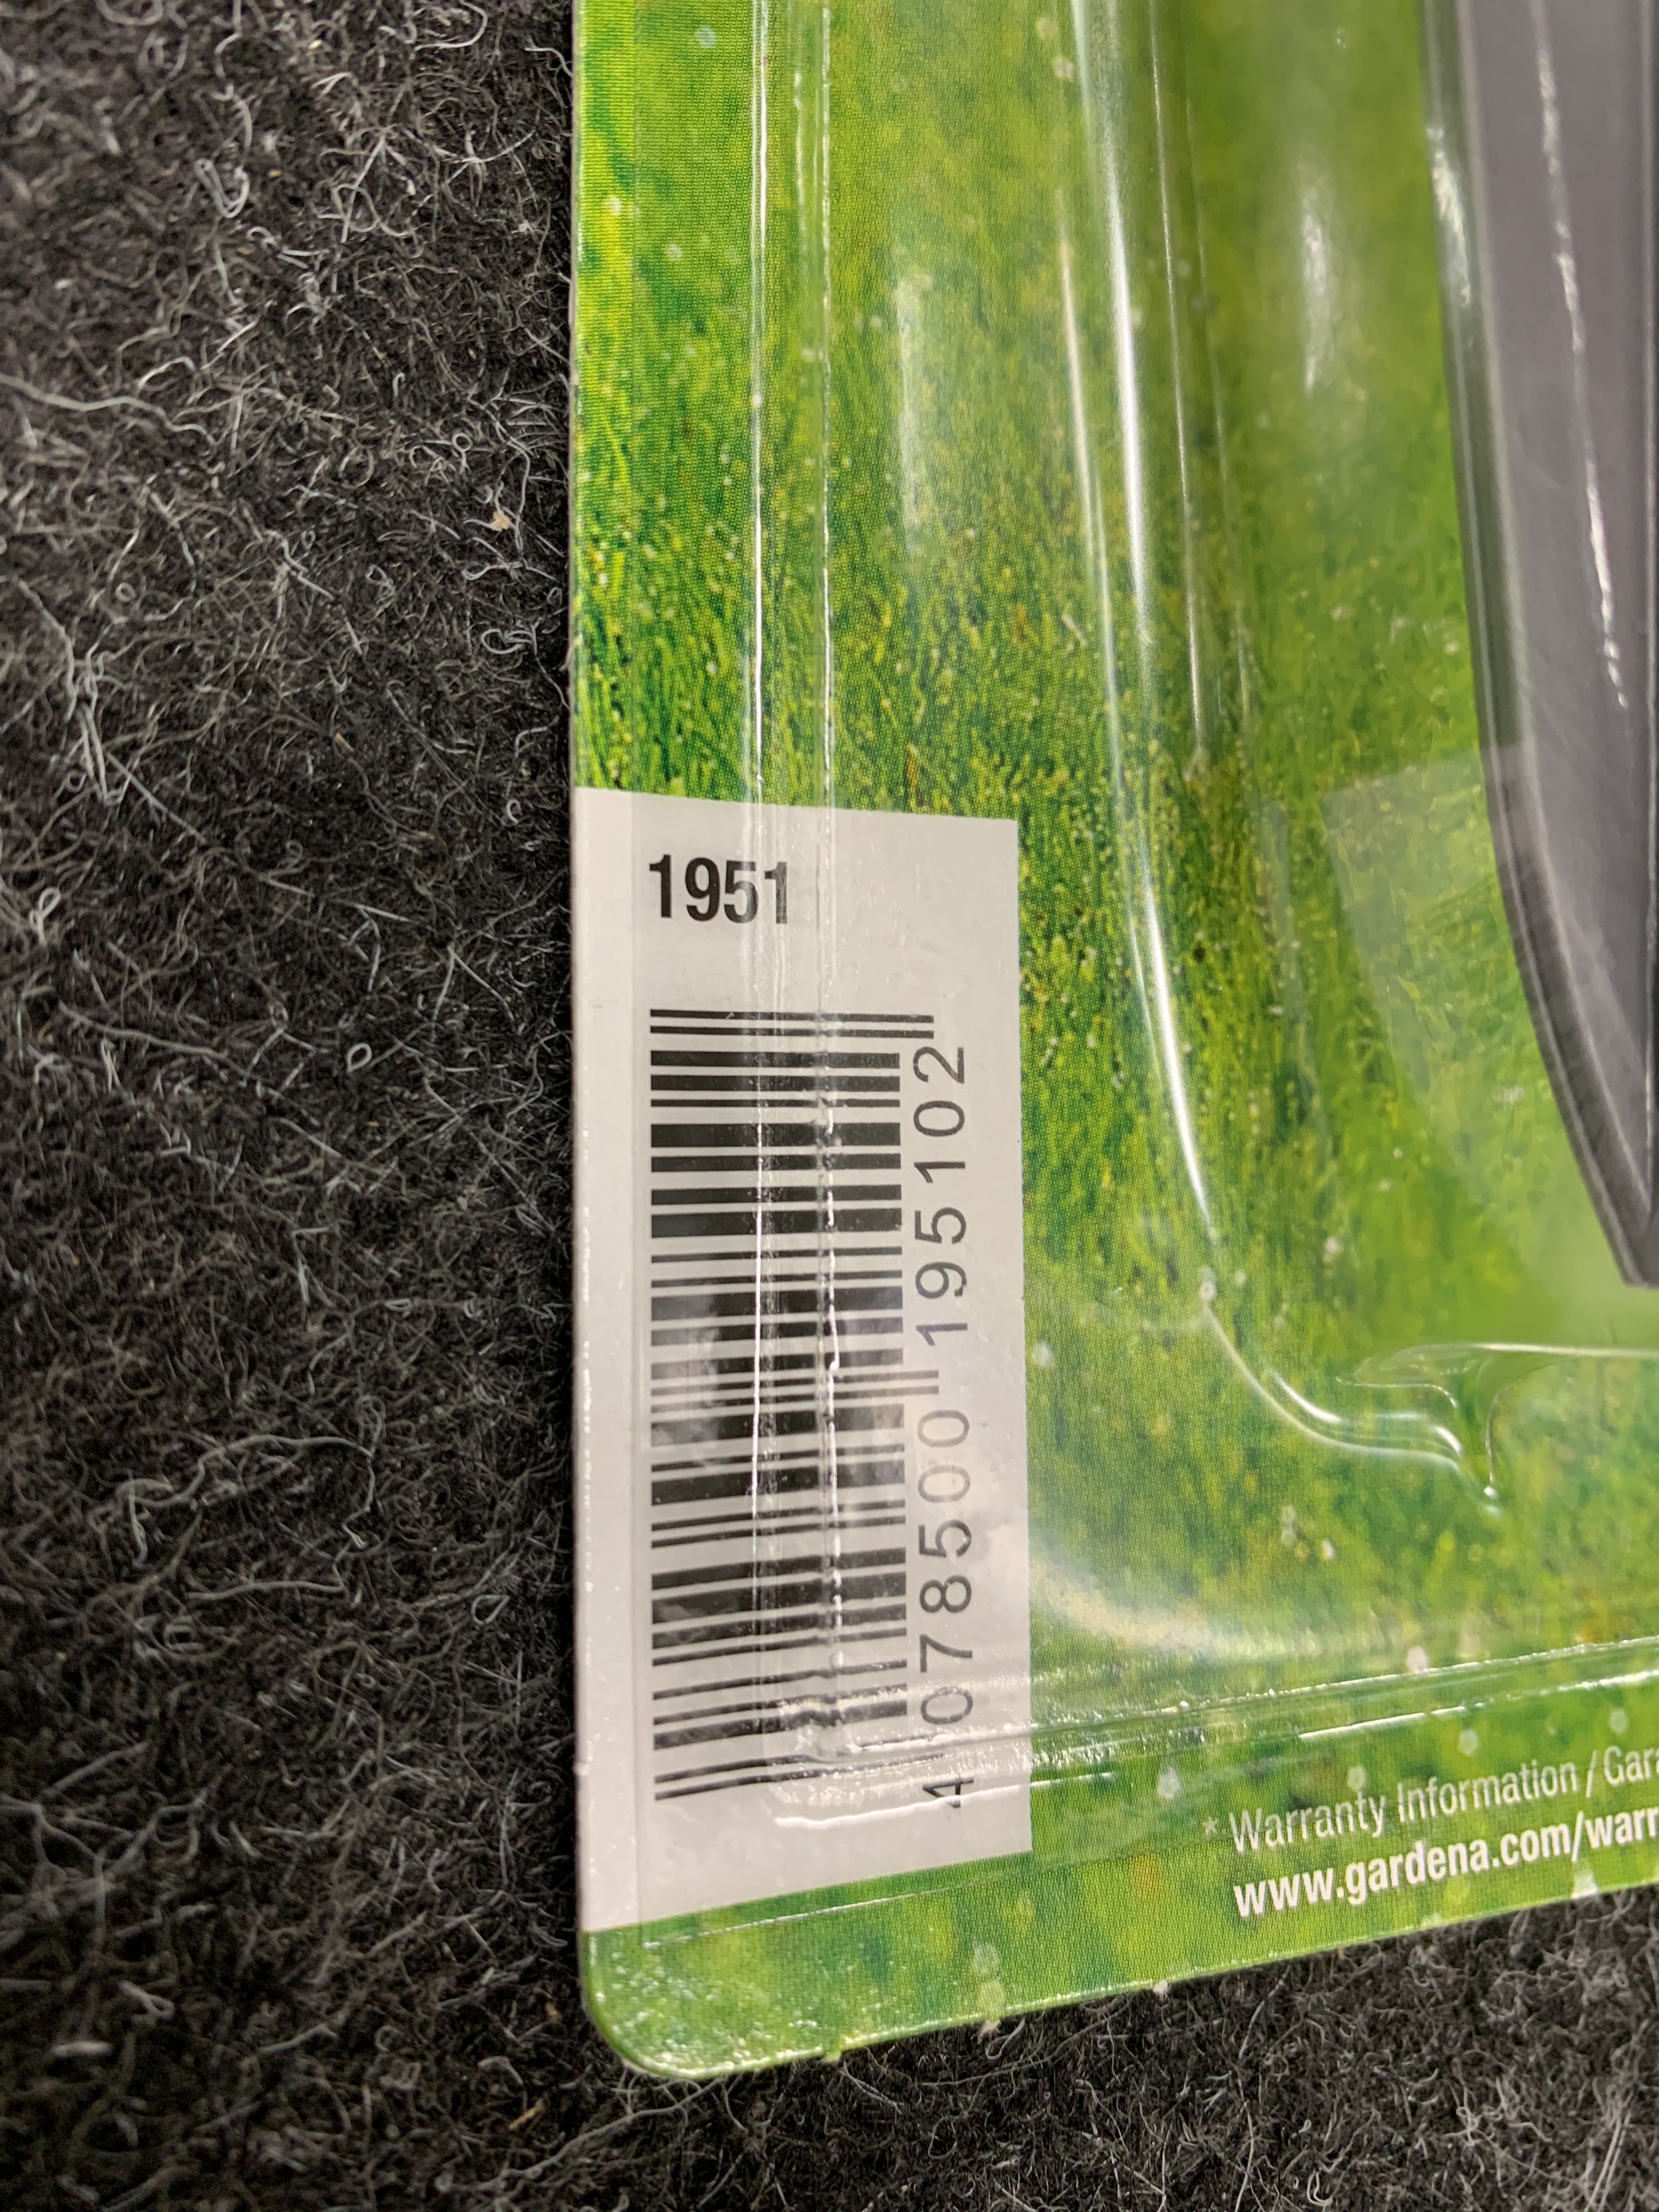 1951
4 078500 195102
* Warranty Information / Gara
www.gardena.com/warr